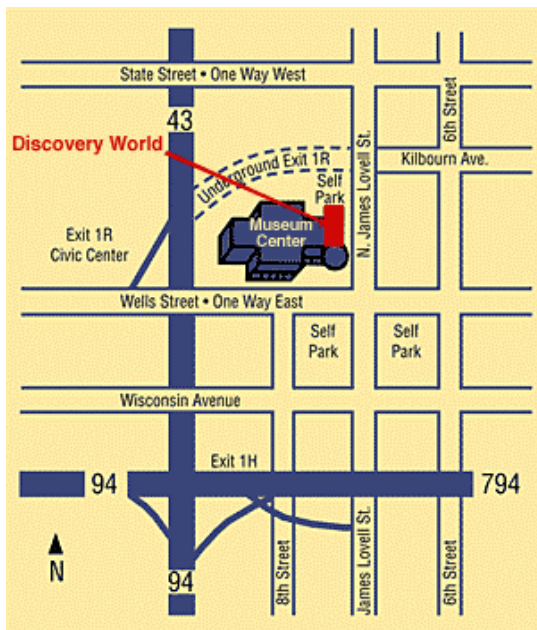 State Street • One Way West
43
6th Street
Discovery World
Underground Exit 1R
Kilbourn Ave.
Self
Park
N. James Lovell St.
Museum
Center
Exit 1R
Civic Center
Wells Street • One Way East
Self
Park
Self
Park
Wisconsin Avenue
Exit 1H
94
794
N
94
8th Street
James Lovell St.
6th Street